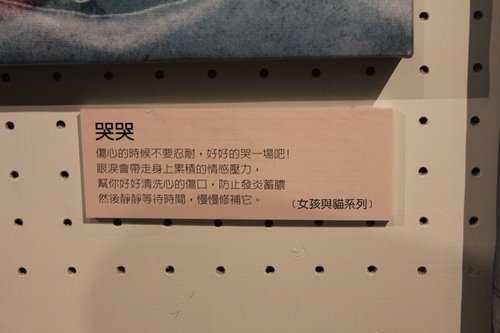 哭哭
傷心的時候不要忍耐，好好的哭一場吧！
眼淚會帶走身上累積的情感壓力，
幫你好好清洗心的傷口，防止發炎蓄膿
然後靜靜等待時間，慢慢修補它。
〔女孩與貓系列〕